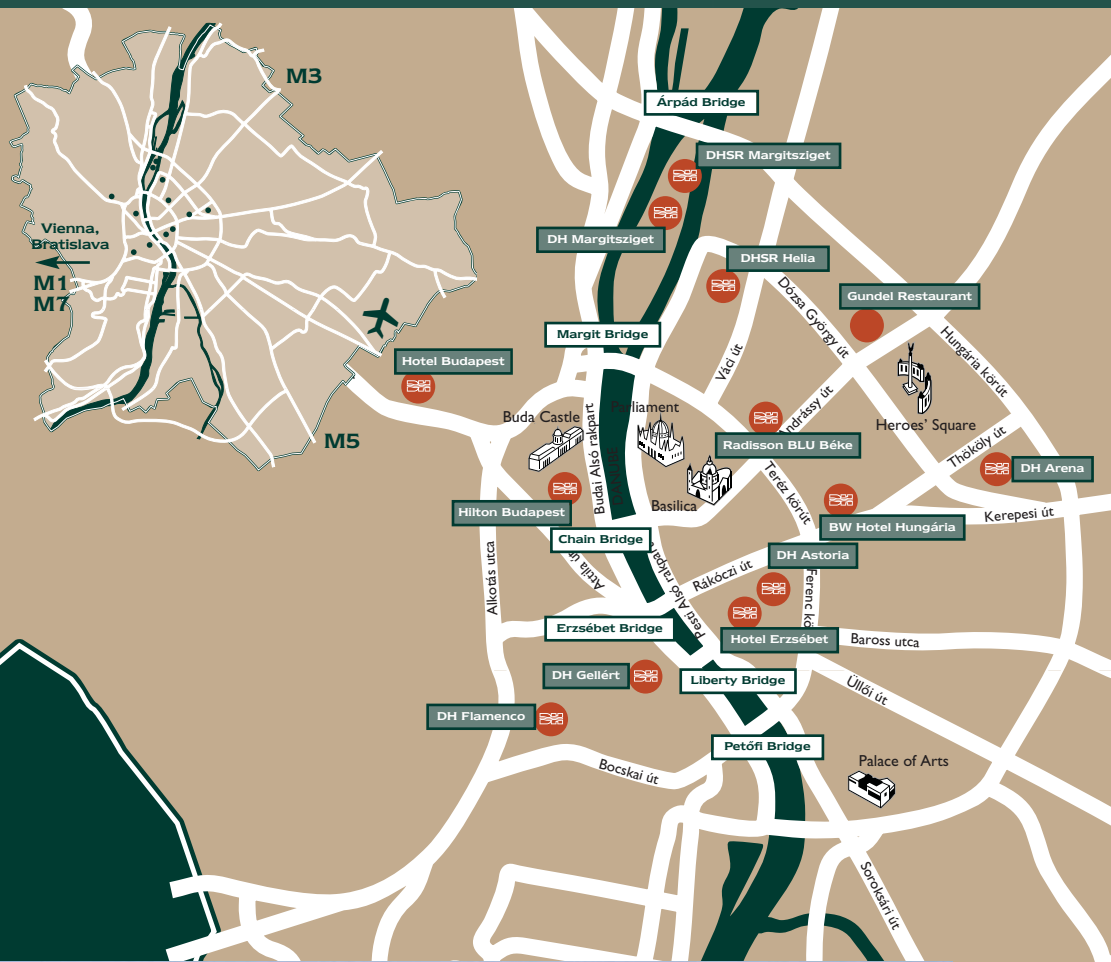 M3
Árpád Bridge
DHSR Margitsziget
Vienna,
Bratislava
M1
M7
DH Margitsziget
DHSR Helia
Gundel Restaurant
Dózsa György út
Margit Bridge
Hungária körút
Váci út
Hotel Budapest
Andrássy út
Buda Castle
Parliament
Heroes' Square
Budai Alsó rakpart
DANUBE
M5
Radisson BLU Béke
Thököly út
DH Arena
Teréz körút
Basilica
Hilton Budapest
Kerepesi út
BW Hotel Hungária
Chain Bridge
DH Astoria
Attila út
Alkotás utca
Pesti Alsó rakpart
Rákóczi út
Ferenc kö
Erzsébet Bridge
Hotel Erzsébet
Baross utca
DH Gellért
Liberty Bridge
Üllői út
DH Flamenco
Petőfi Bridge
Palace of Arts
Bocskai út
Soroksári út